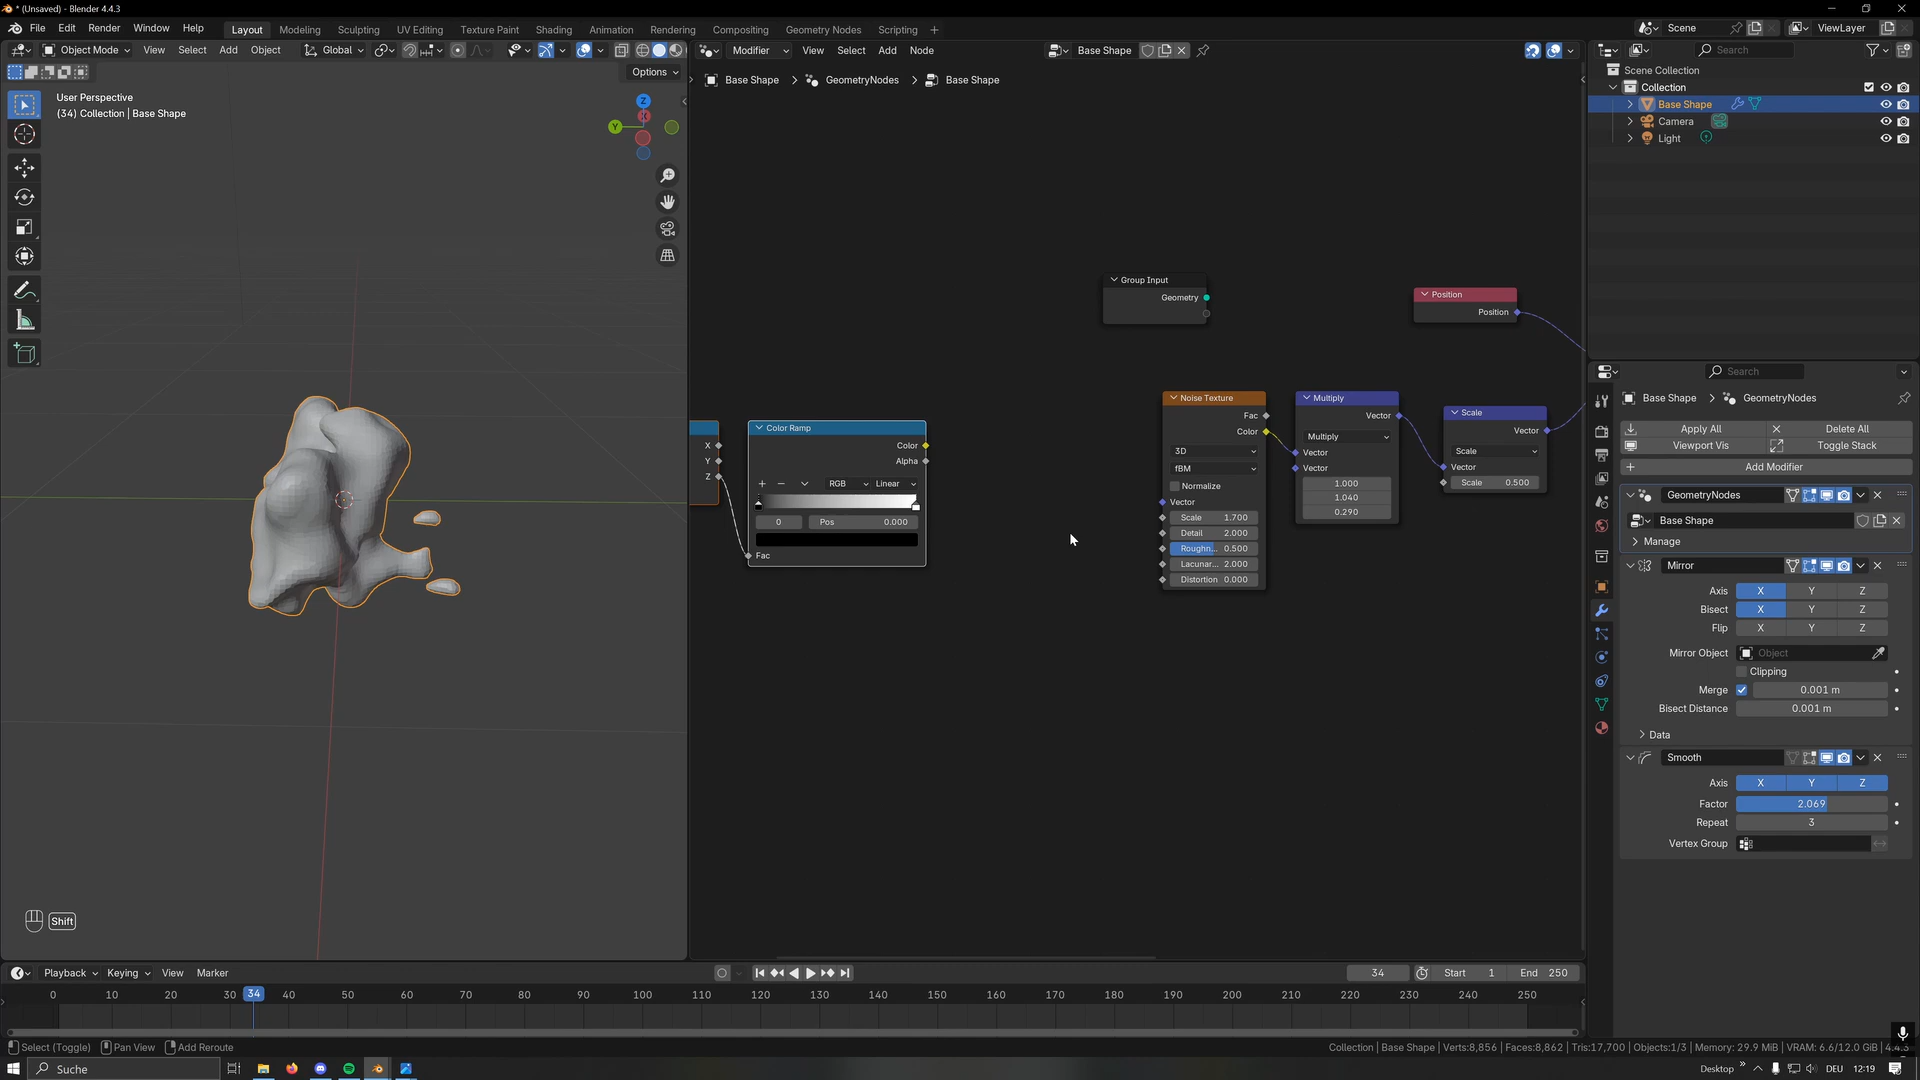 * (Unsaved) - Blender 4.4.3
File Edit Render Window Help
Layout Modeling Sculpting UV Editing Texture Paint Shading Animation Rendering Compositing Geometry Nodes Scripting +
Scene
ViewLayer
Object Mode View Select Add Object
Global
Modifier View Select Add Node
Base Shape
Search
Options
User Perspective
(34) Collection | Base Shape
Z
X
Y
Base Shape > GeometryNodes > Base Shape
Scene Collection
Collection
Base Shape
Camera
Light
Group Input
Geometry
Position
Position
Color Ramp
Color
Alpha
RGB
Linear
0
Pos 0.000
Fac
X
Y
Z
Noise Texture
Fac
Color
3D
fBM
Normalize
Vector
Scale 1.700
Detail 2.000
Roughn... 0.500
Lacunar... 2.000
Distortion 0.000
Multiply
Vector
Multiply
Vector
Vector
1.000
1.040
0.290
Scale
Vector
Scale
Vector
Scale 0.500
Search
Base Shape > GeometryNodes
Apply All
Delete All
Viewport Vis
Toggle Stack
Add Modifier
GeometryNodes
Base Shape
Manage
Mirror
Axis X Y Z
Bisect X Y Z
Flip X Y Z
Mirror Object Object
Clipping
Merge 0.001 m
Bisect Distance 0.001 m
Data
Smooth
Axis X Y Z
Factor 2.069
Repeat 3
Vertex Group
Shift
Playback Keying View Marker
34
Start 1
End 250
0 10 20 30 34 40 50 60 70 80 90 100 110 120 130 140 150 160 170 180 190 200 210 220 230 240 250
Select (Toggle) Pan View Add Reroute
Collection | Base Shape | Verts:8,856 | Faces:8,862 | Tris:17,700 | Objects:1/3 | Memory: 29.9 MiB | VRAM: 6.6/12.0 GiB | 4.4.3
Suche
Desktop
DEU
12:19